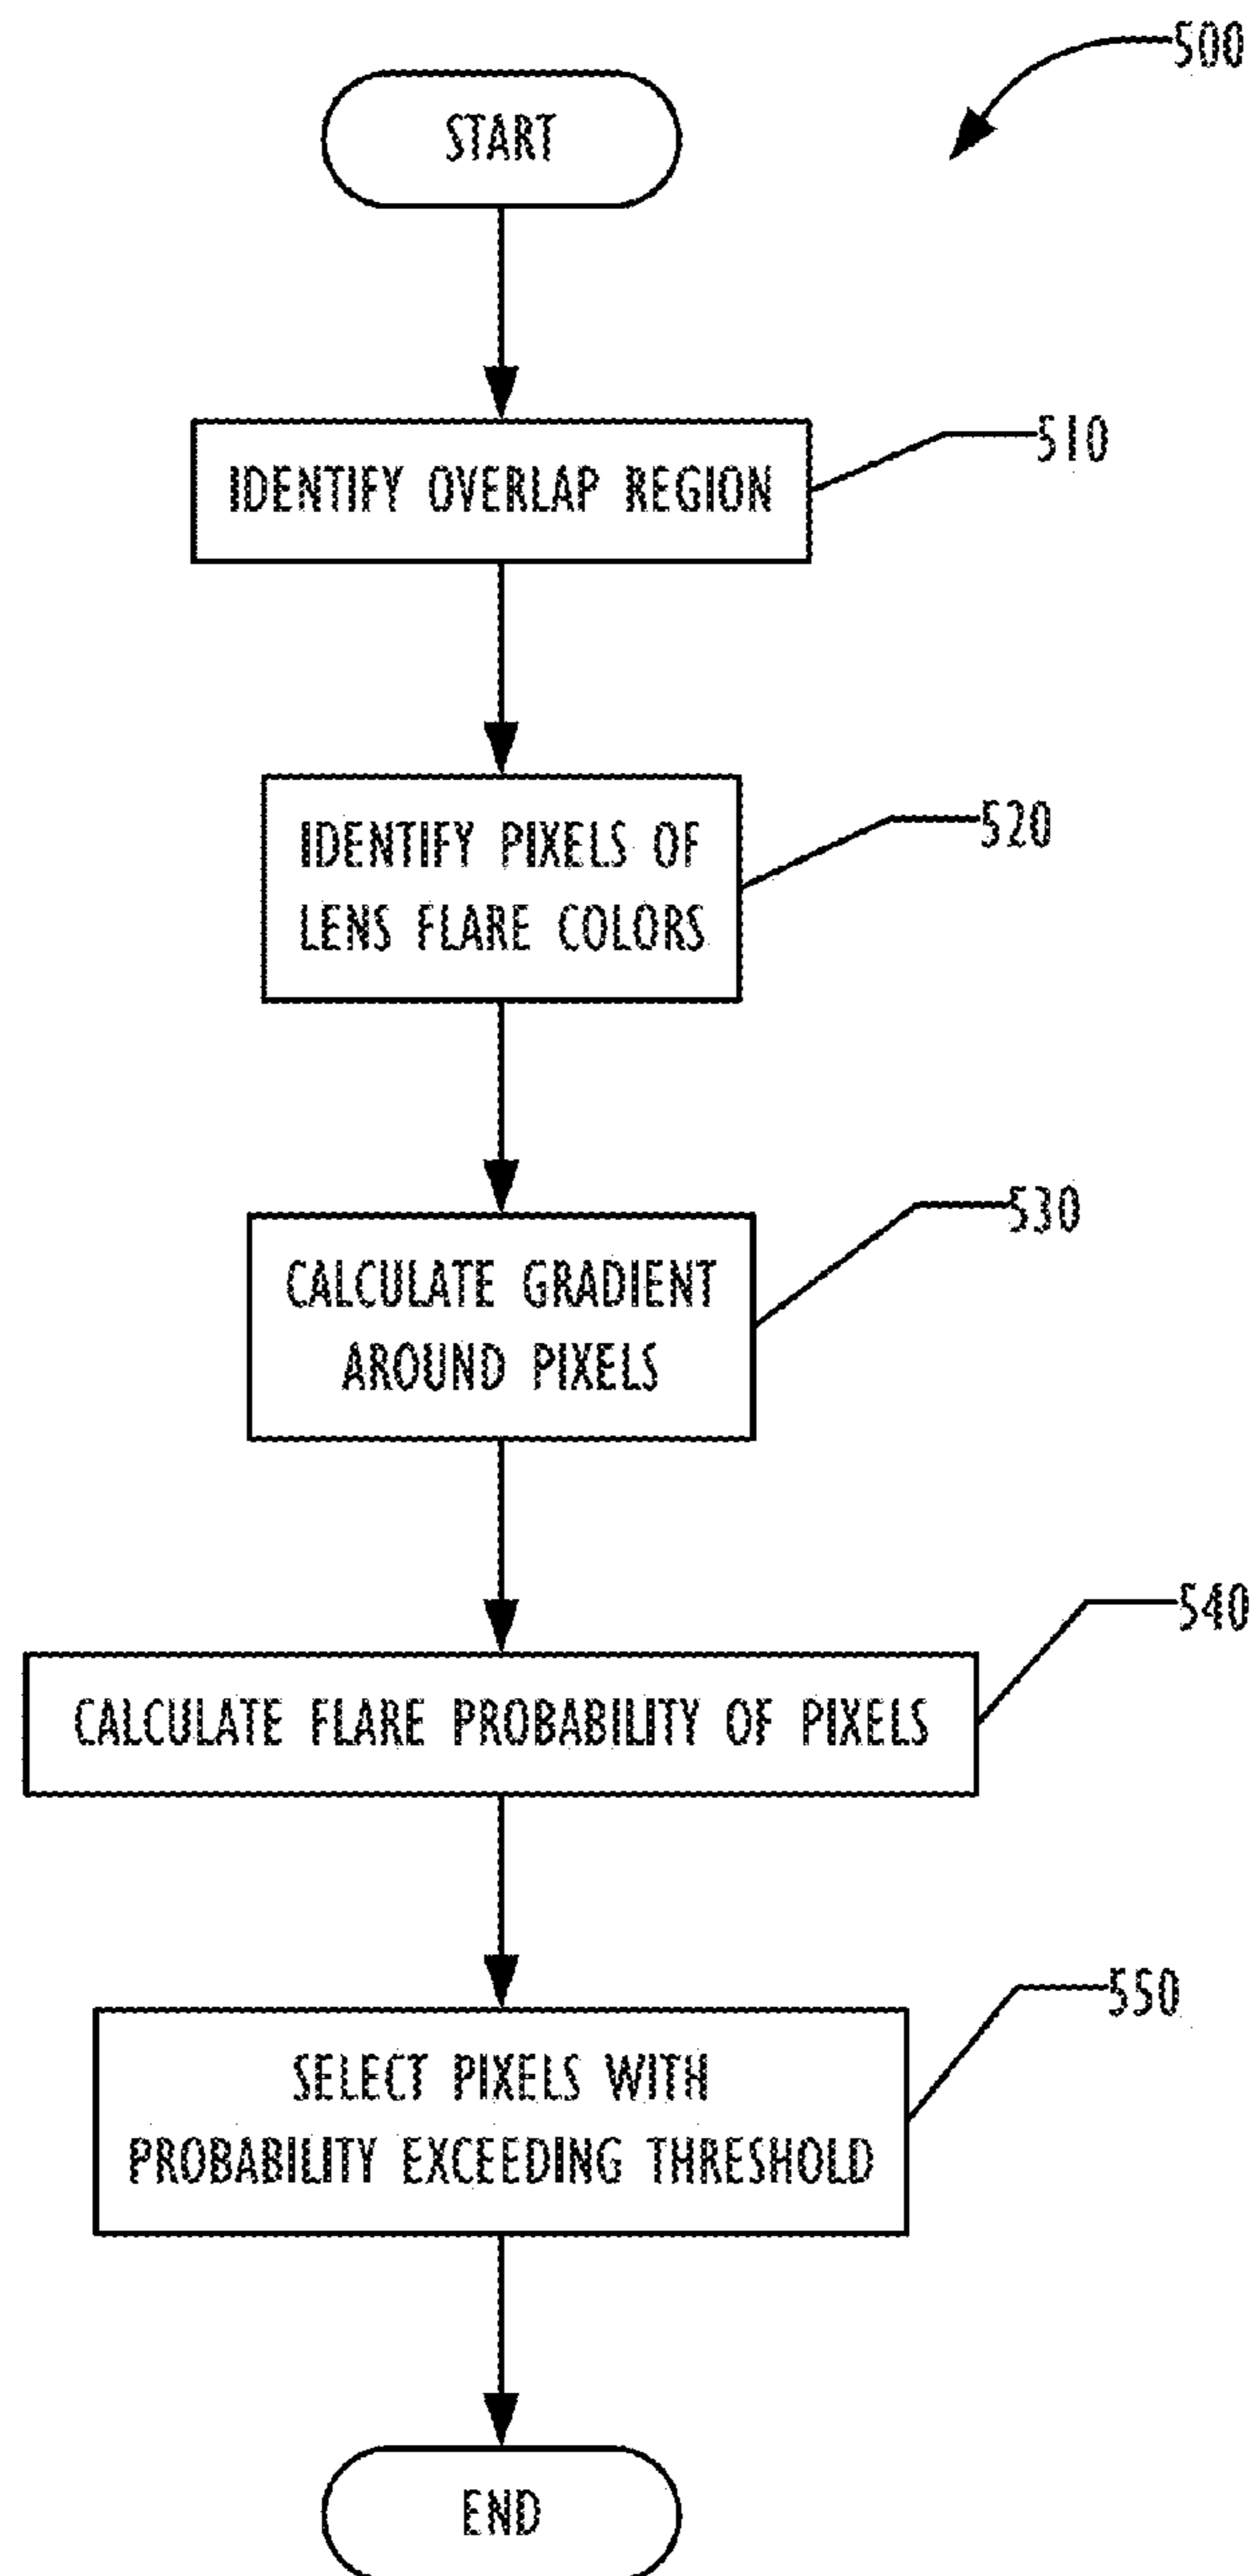 500
START
IDENTIFY OVERLAP REGION
510
IDENTIFY PIXELS OF
LENS FLARE COLORS
520
CALCULATE GRADIENT
AROUND PIXELS
530
CALCULATE FLARE PROBABILITY OF PIXELS
540
SELECT PIXELS WITH
PROBABILITY EXCEEDING THRESHOLD
550
END